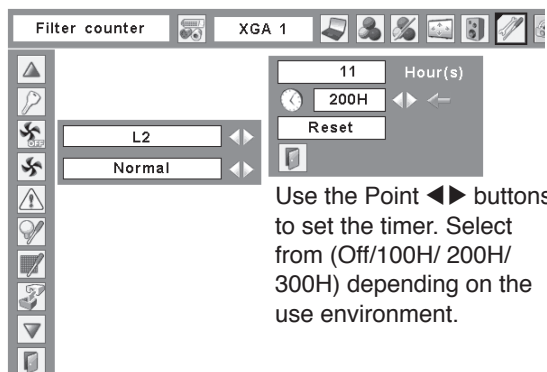 Filter counter
XGA 1
11 Hour(s)
200H
Reset
OFF
L2
Normal
Use the Point ◀▶ buttons
to set the timer. Select
from (Off/100H/ 200H/
300H) depending on the
use environment.